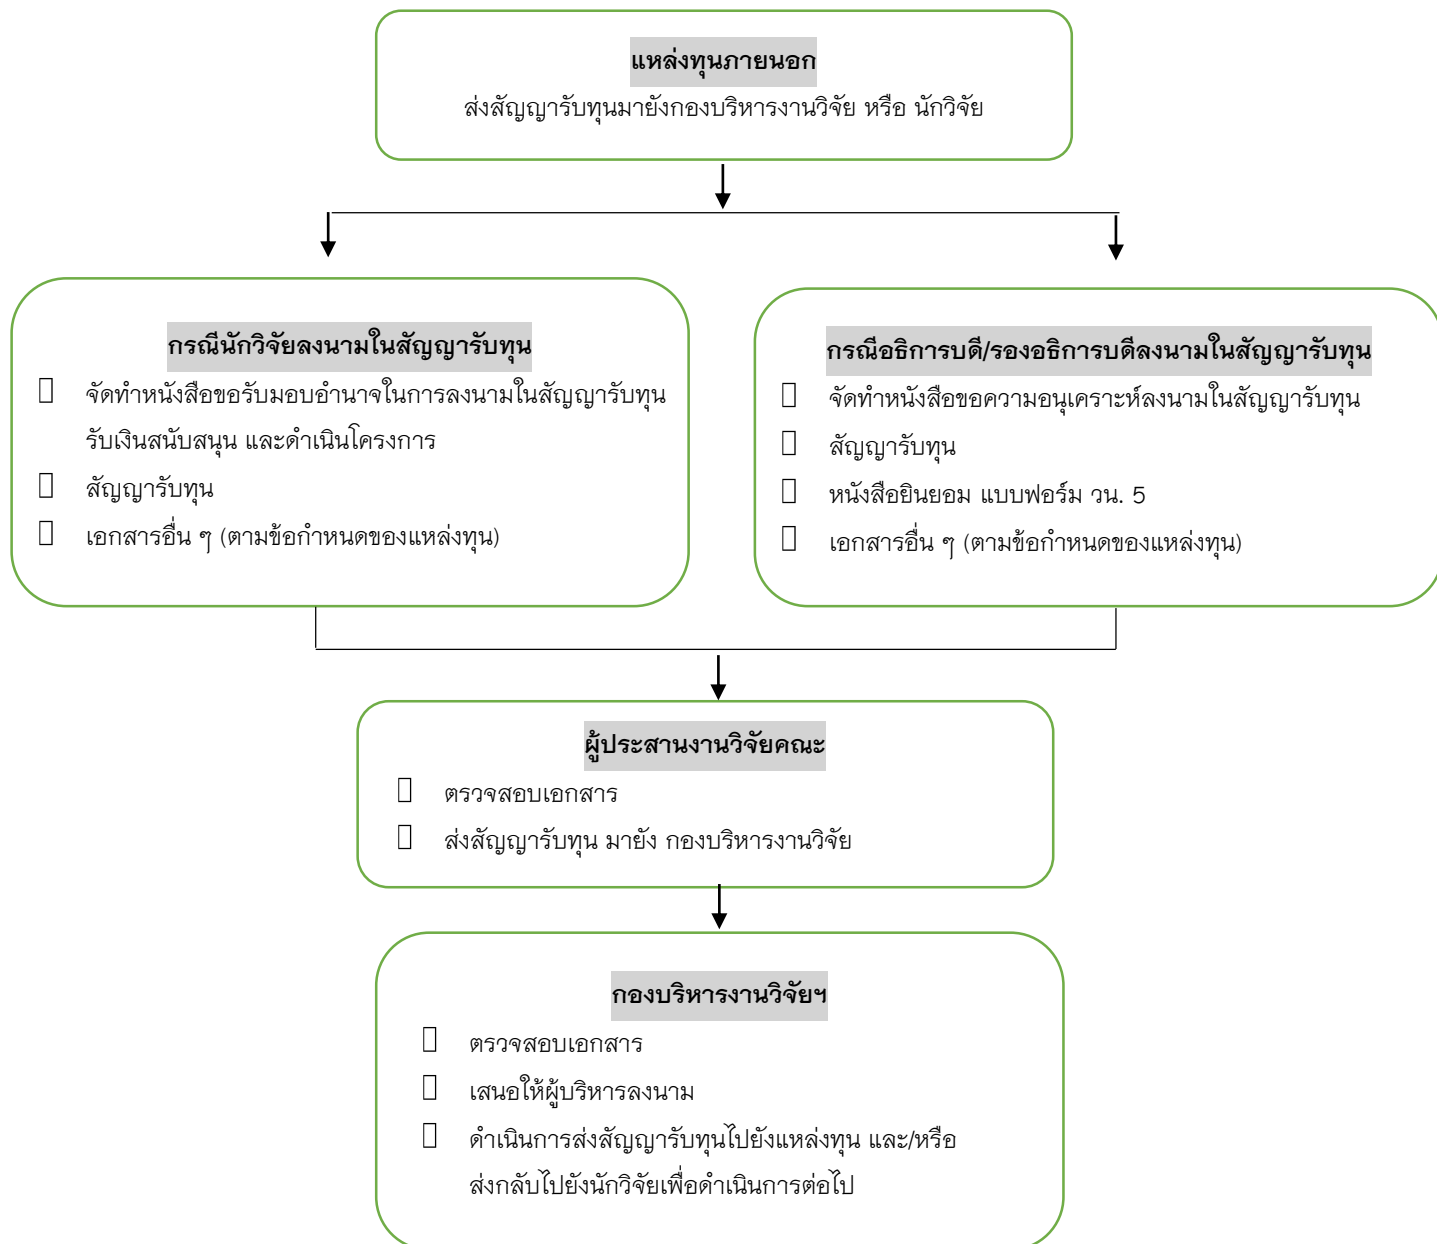 แหล่งทุนภายนอก
ส่งสัญญารับทุนมายังกองบริหารงานวิจัย หรือ นักวิจัย
กรณีนักวิจัยลงนามในสัญญารับทุน
จัดทำหนังสือขอรับมอบอำนาจในการลงนามในสัญญารับทุน
รับเงินสนับสนุน และดำเนินโครงการ
สัญญารับทุน
เอกสารอื่น ๆ (ตามข้อกำหนดของแหล่งทุน)
กรณีอธิการบดี/รองอธิการบดีลงนามในสัญญารับทุน
จัดทำหนังสือขอความอนุเคราะห์ลงนามในสัญญารับทุน
สัญญารับทุน
หนังสือยินยอม แบบฟอร์ม วน. 5
เอกสารอื่น ๆ (ตามข้อกำหนดของแหล่งทุน)
ผู้ประสานงานวิจัยคณะ
ตรวจสอบเอกสาร
ส่งสัญญารับทุน มายัง กองบริหารงานวิจัย
กองบริหารงานวิจัยฯ
ตรวจสอบเอกสาร
เสนอให้ผู้บริหารลงนาม
ดำเนินการส่งสัญญารับทุนไปยังแหล่งทุน และ/หรือ
ส่งกลับไปยังนักวิจัยเพื่อดำเนินการต่อไป